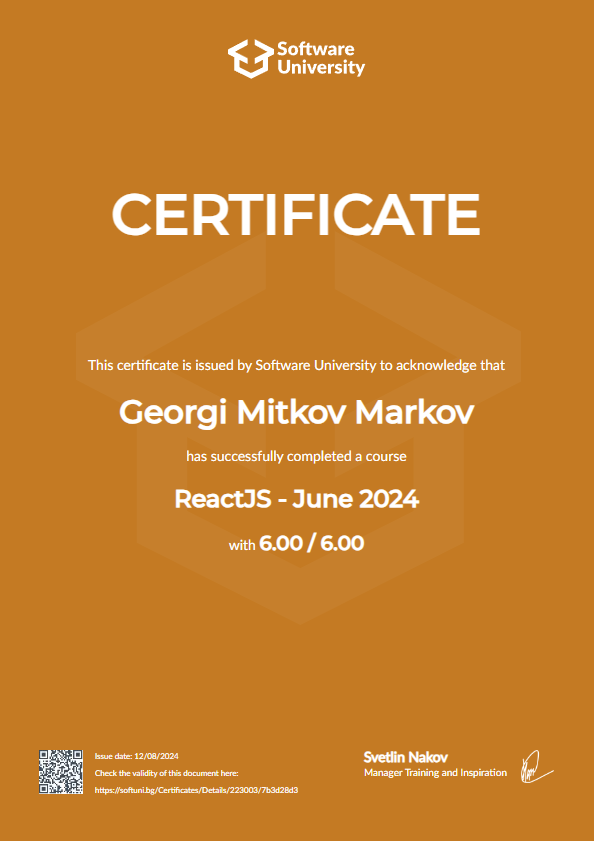 Software
University
CERTIFICATE
This certificate is issued by Software University to acknowledge that
Georgi Mitkov Markov
has successfully completed a course
ReactJS - June 2024
with 6.00 / 6.00
Issue date: 12/08/2024
Check the validity of this document here:
https://softuni.bg/Certificates/Details/223003/7b3d28d3
Svetlin Nakov
Manager Training and Inspiration